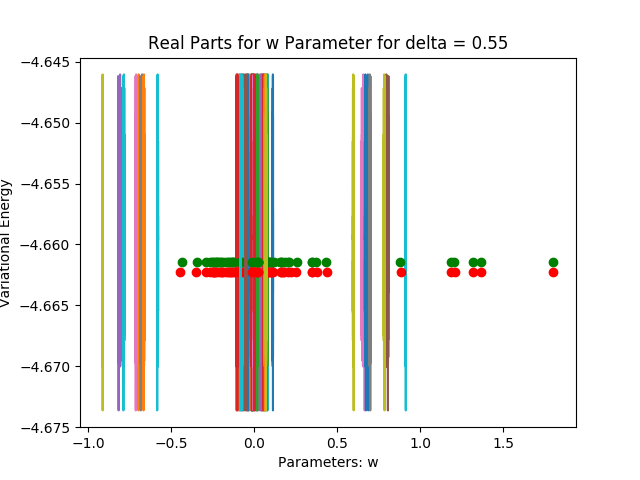 Real Parts for w Parameter for delta = 0.55
Variational Energy
−4.645
−4.650
−4.655
−4.660
−4.665
−4.670
−4.675
−1.0 −0.5 0.0 0.5 1.0 1.5
Parameters: w